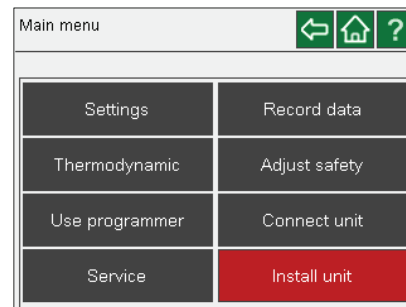 Main menu ?
Settings Record data
Thermodynamic Adjust safety
Use programmer Connect unit
Service Install unit